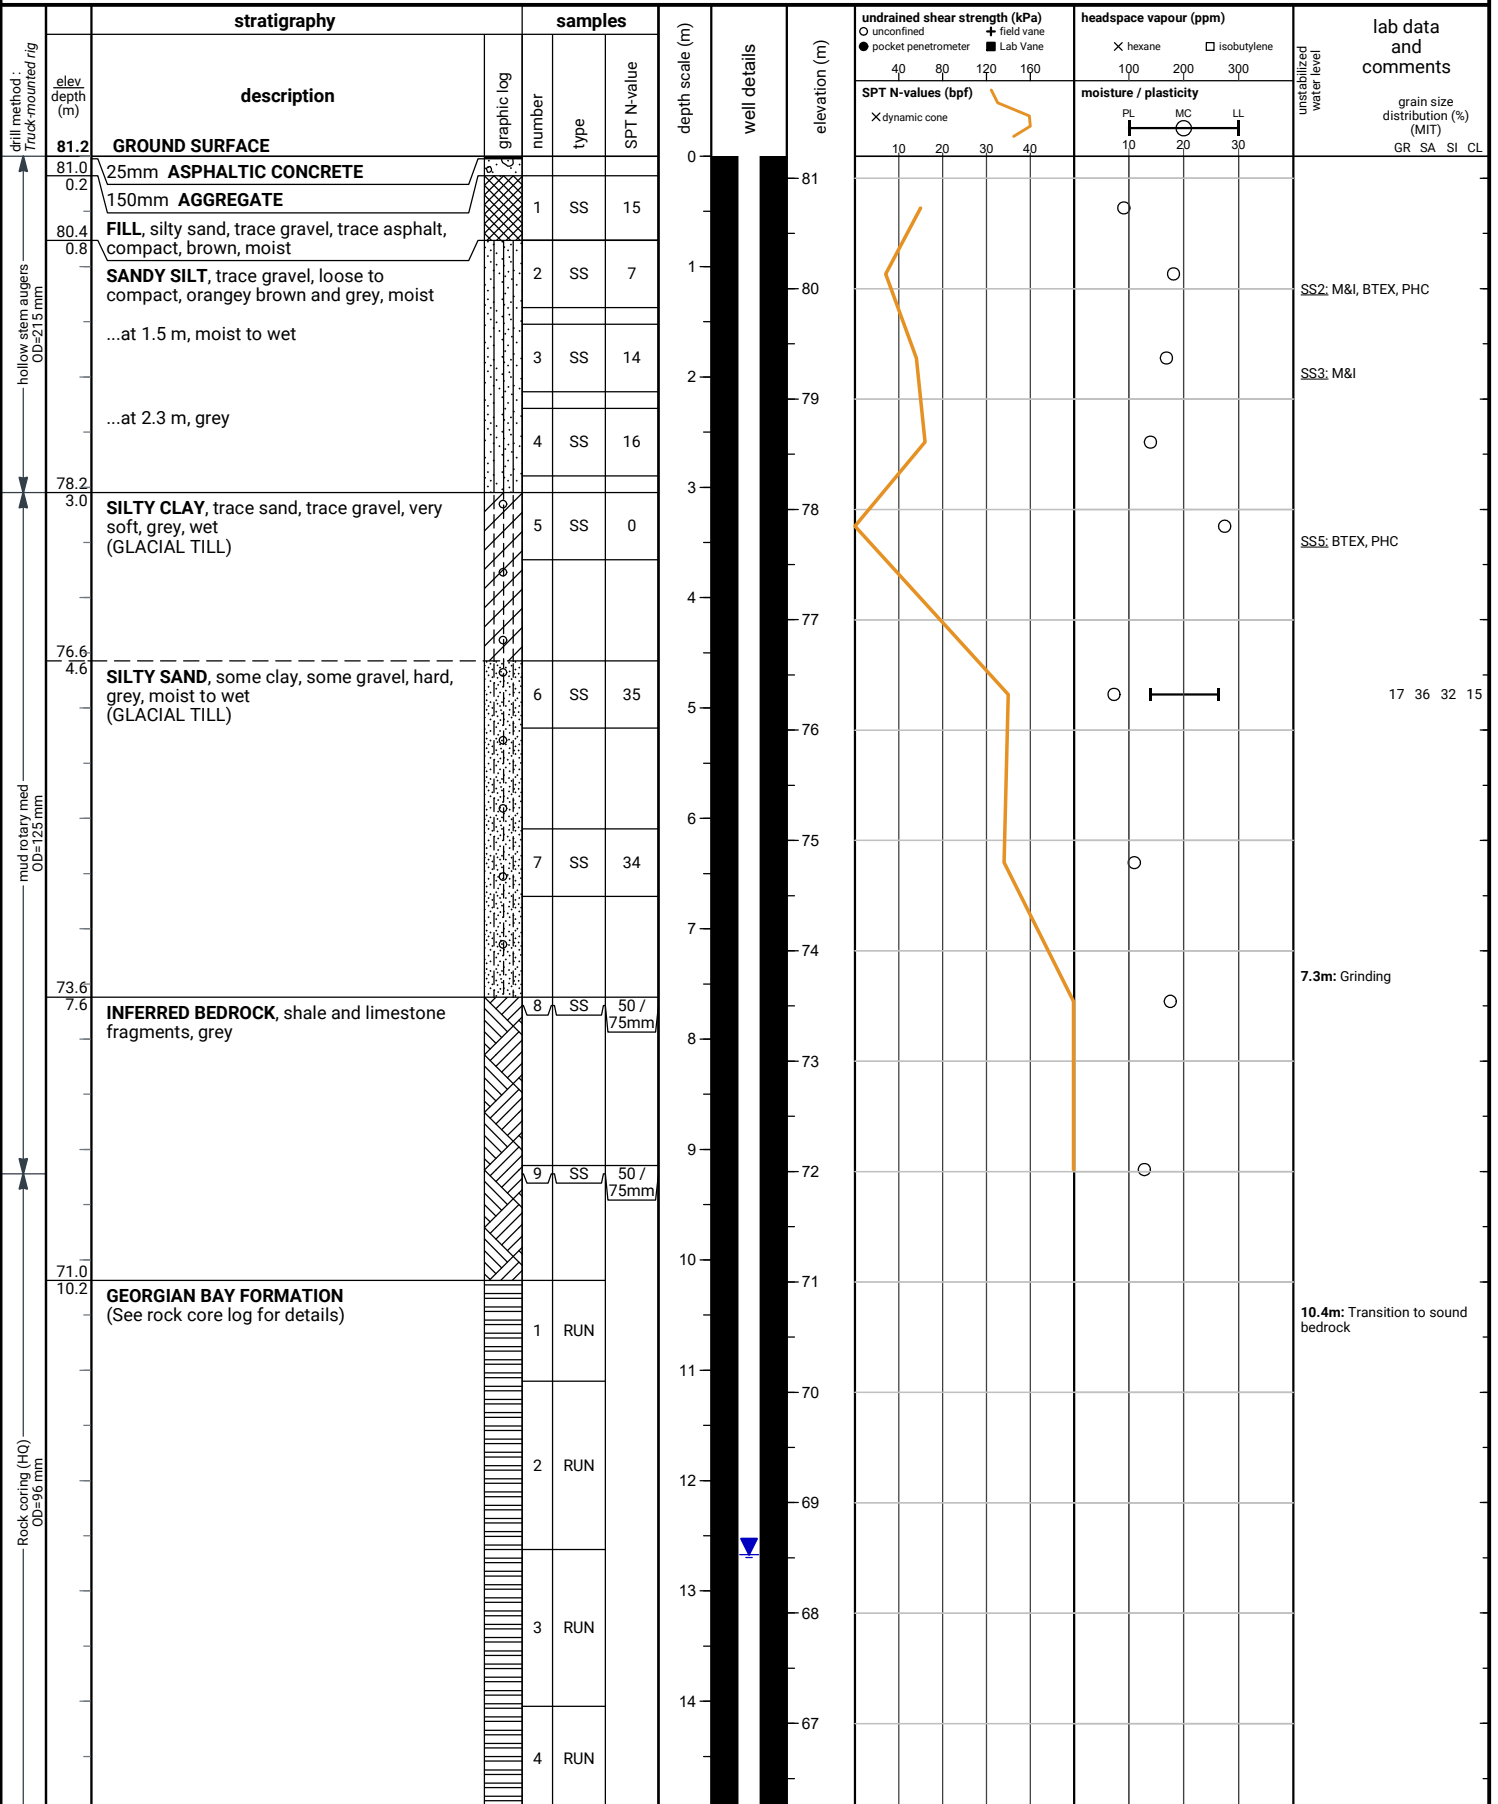 stratigraphy
samples
drill method :
Truck-mounted rig
elev
depth
(m)
description
graphic log
number
type
SPT N-value
depth scale (m)
well details
elevation (m)
undrained shear strength (kPa)
unconfined
field vane
pocket penetrometer
Lab Vane
40 80 120 160
SPT N-values (bpf)
dynamic cone
10 20 30 40
headspace vapour (ppm)
hexane
isobutylene
100 200 300
moisture / plasticity
PL MC LL
10 20 30
unstabilized
water level
lab data
and
comments
grain size
distribution (%)
(MIT)
GR SA SI CL
81.2 GROUND SURFACE
81.0
0.2
25mm ASPHALTIC CONCRETE
150mm AGGREGATE
80.4
0.8
FILL, silty sand, trace gravel, trace asphalt,
compact, brown, moist
SANDY SILT, trace gravel, loose to
compact, orangey brown and grey, moist
...at 1.5 m, moist to wet
...at 2.3 m, grey
78.2
3.0
SILTY CLAY, trace sand, trace gravel, very
soft, grey, wet
(GLACIAL TILL)
76.6
4.6
SILTY SAND, some clay, some gravel, hard,
grey, moist to wet
(GLACIAL TILL)
73.6
7.6
INFERRED BEDROCK, shale and limestone
fragments, grey
71.0
10.2
GEORGIAN BAY FORMATION
(See rock core log for details)
hollow stem augers
OD=215 mm
mud rotary med
OD=125 mm
Rock coring (HQ)
OD=96 mm
1 SS 15
2 SS 7
3 SS 14
4 SS 16
5 SS 0
6 SS 35
7 SS 34
8 SS 50 /
75mm
9 SS 50 /
75mm
1 RUN
2 RUN
3 RUN
4 RUN
0
1
2
3
4
5
6
7
8
9
10
11
12
13
14
81
80
79
78
77
76
75
74
73
72
71
70
69
68
67
SS2: M&I, BTEX, PHC
SS3: M&I
SS5: BTEX, PHC
17 36 32 15
7.3m: Grinding
10.4m: Transition to sound
bedrock